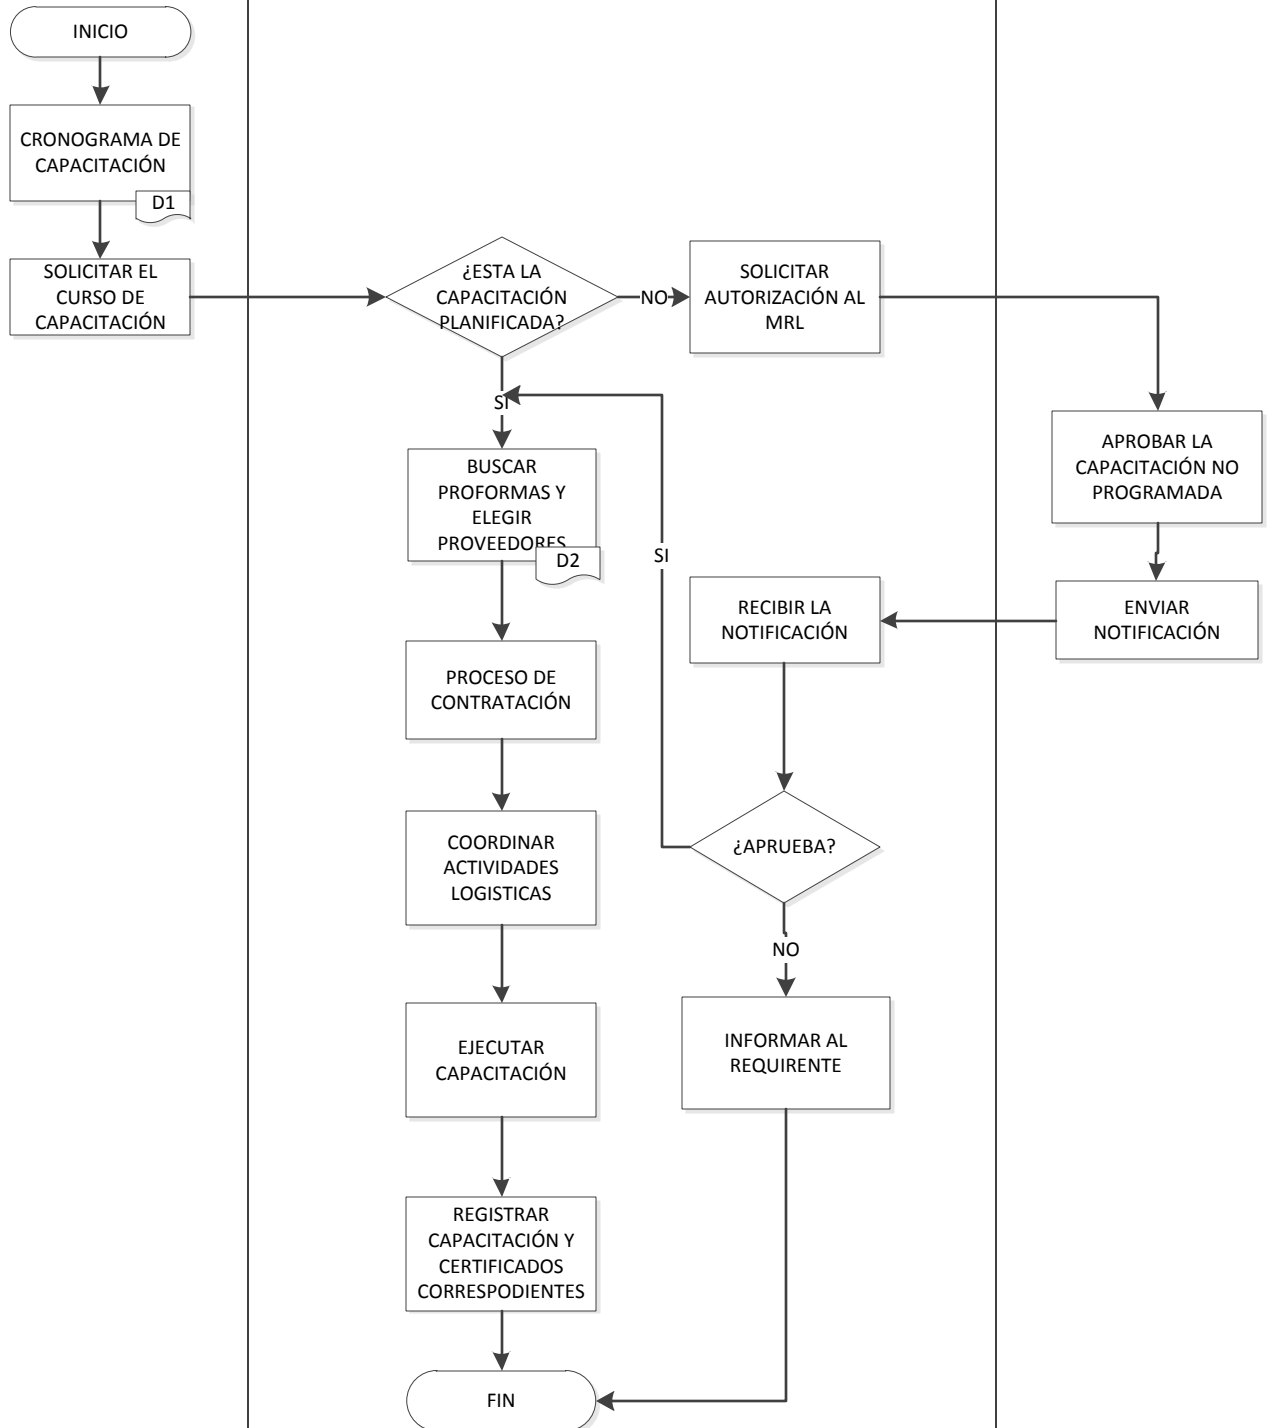 INICIO
CRONOGRAMA DE
CAPACITACIÓN
D1
SOLICITAR EL
CURSO DE
CAPACITACIÓN
¿ESTA LA
CAPACITACIÓN
PLANIFICADA?
NO
SOLICITAR
AUTORIZACIÓN AL
MRL
SI
BUSCAR
PROFORMAS Y
ELEGIR
PROVEEDORES
D2
SI
APROBAR LA
CAPACITACIÓN NO
PROGRAMADA
ENVIAR
NOTIFICACIÓN
RECIBIR LA
NOTIFICACIÓN
PROCESO DE
CONTRATACIÓN
¿APRUEBA?
COORDINAR
ACTIVIDADES
LOGISTICAS
NO
INFORMAR AL
REQUIRENTE
EJECUTAR
CAPACITACIÓN
REGISTRAR
CAPACITACIÓN Y
CERTIFICADOS
CORRESPODIENTES
FIN